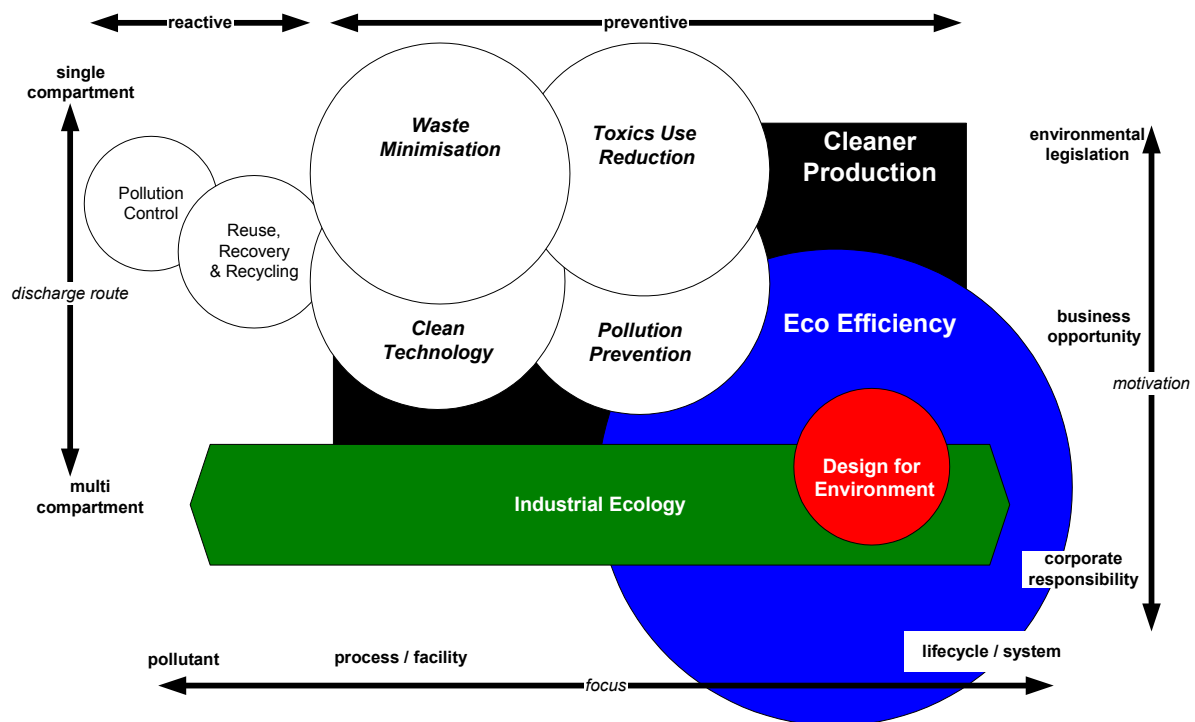 reactive
preventive
single
compartment
Waste
Minimisation
Toxics Use
Reduction
Cleaner
Production
environmental
legislation
Pollution
Control
Reuse,
Recovery
& Recycling
discharge route
Clean
Technology
Pollution
Prevention
Eco Efficiency
business
opportunity
motivation
multi
compartment
Industrial Ecology
Design for
Environment
corporate
responsibility
pollutant
process / facility
lifecycle / system
focus